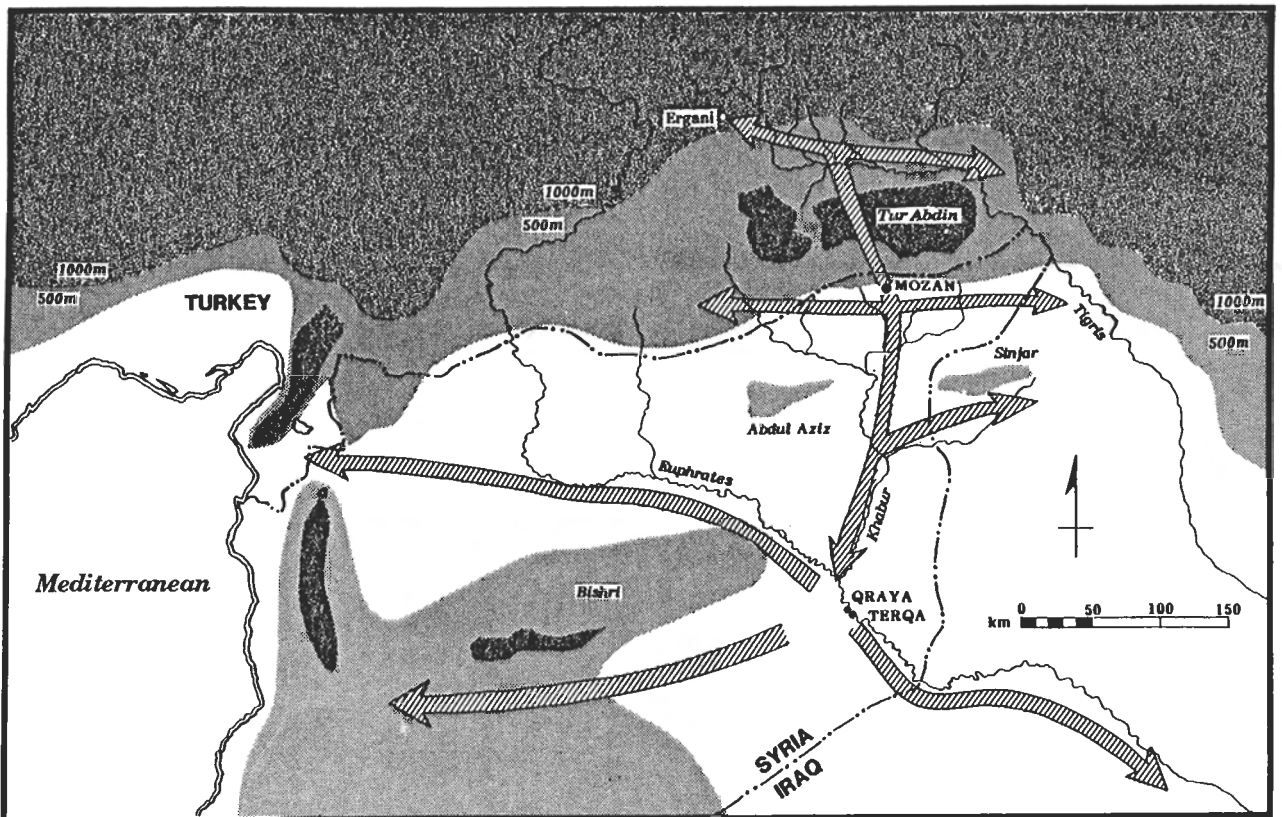 Ergani
1000m
500m
Tur Abdin
1000m
500m
TURKEY
MOZAN
Tigris
1000m
500m
Sinjar
Abdul Aziz
Euphrates
Khabur
Mediterranean
Bishri
QRAYA
TERQA
km 0 50 100 150
SYRIA
IRAQ